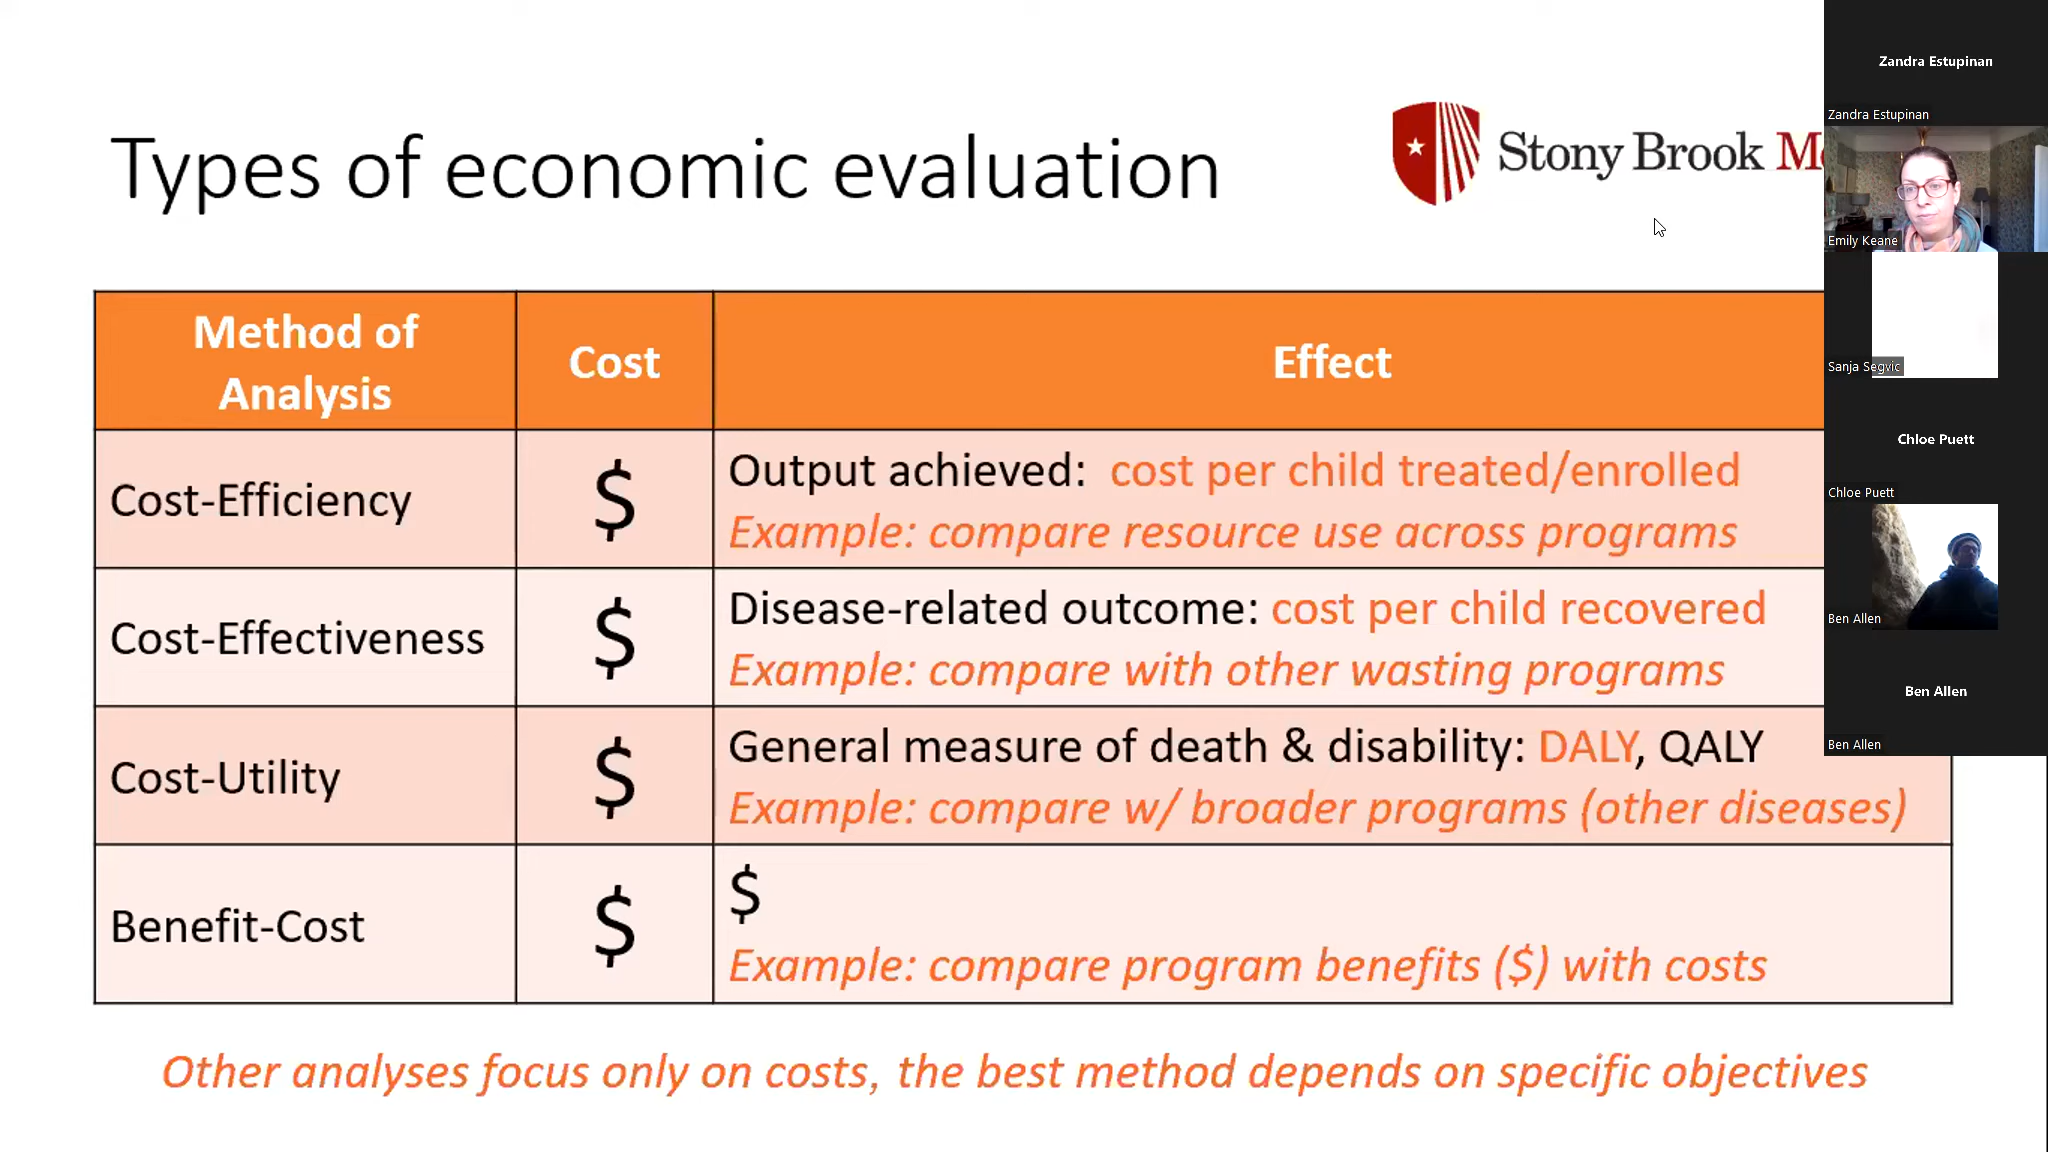 Types of economic evaluation
Stony Brook
Method of
Analysis
Cost
Effect
Cost-Efficiency
$
Output achieved: cost per child treated/enrolled
Example: compare resource use across programs
Cost-Effectiveness
$
Disease-related outcome: cost per child recovered
Example: compare with other wasting programs
Cost-Utility
$
General measure of death & disability: DALY, QALY
Example: compare w/ broader programs (other diseases)
Benefit-Cost
$
$
Example: compare program benefits ($) with costs
Other analyses focus only on costs, the best method depends on specific objectives
Zandra Estupinan
Zandra Estupinan
Emily Keane
Sanja Segvic
Chloe Puett
Chloe Puett
Ben Allen
Ben Allen
Ben Allen